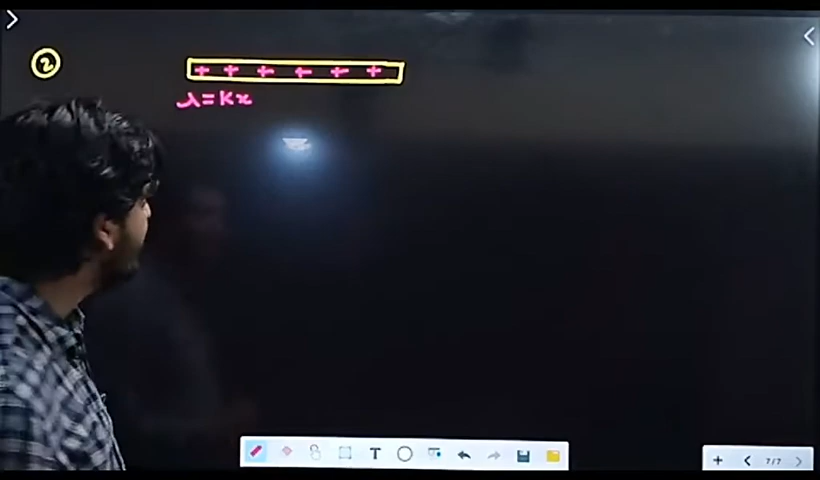 ②
+ + + + + +
λ = Kx
T
7/7